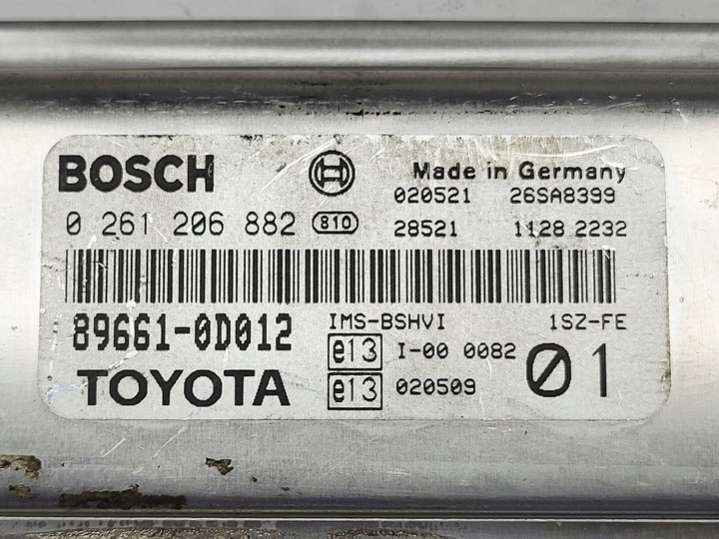 BOSCH
Made in Germany
020521 26SA8399
0 261 206 882 810
28521 1128 2232
IMS-BSHVI 1SZ-FE
89661-0D012
e13 I-00 0082
Ø1
TOYOTA
e13 020509